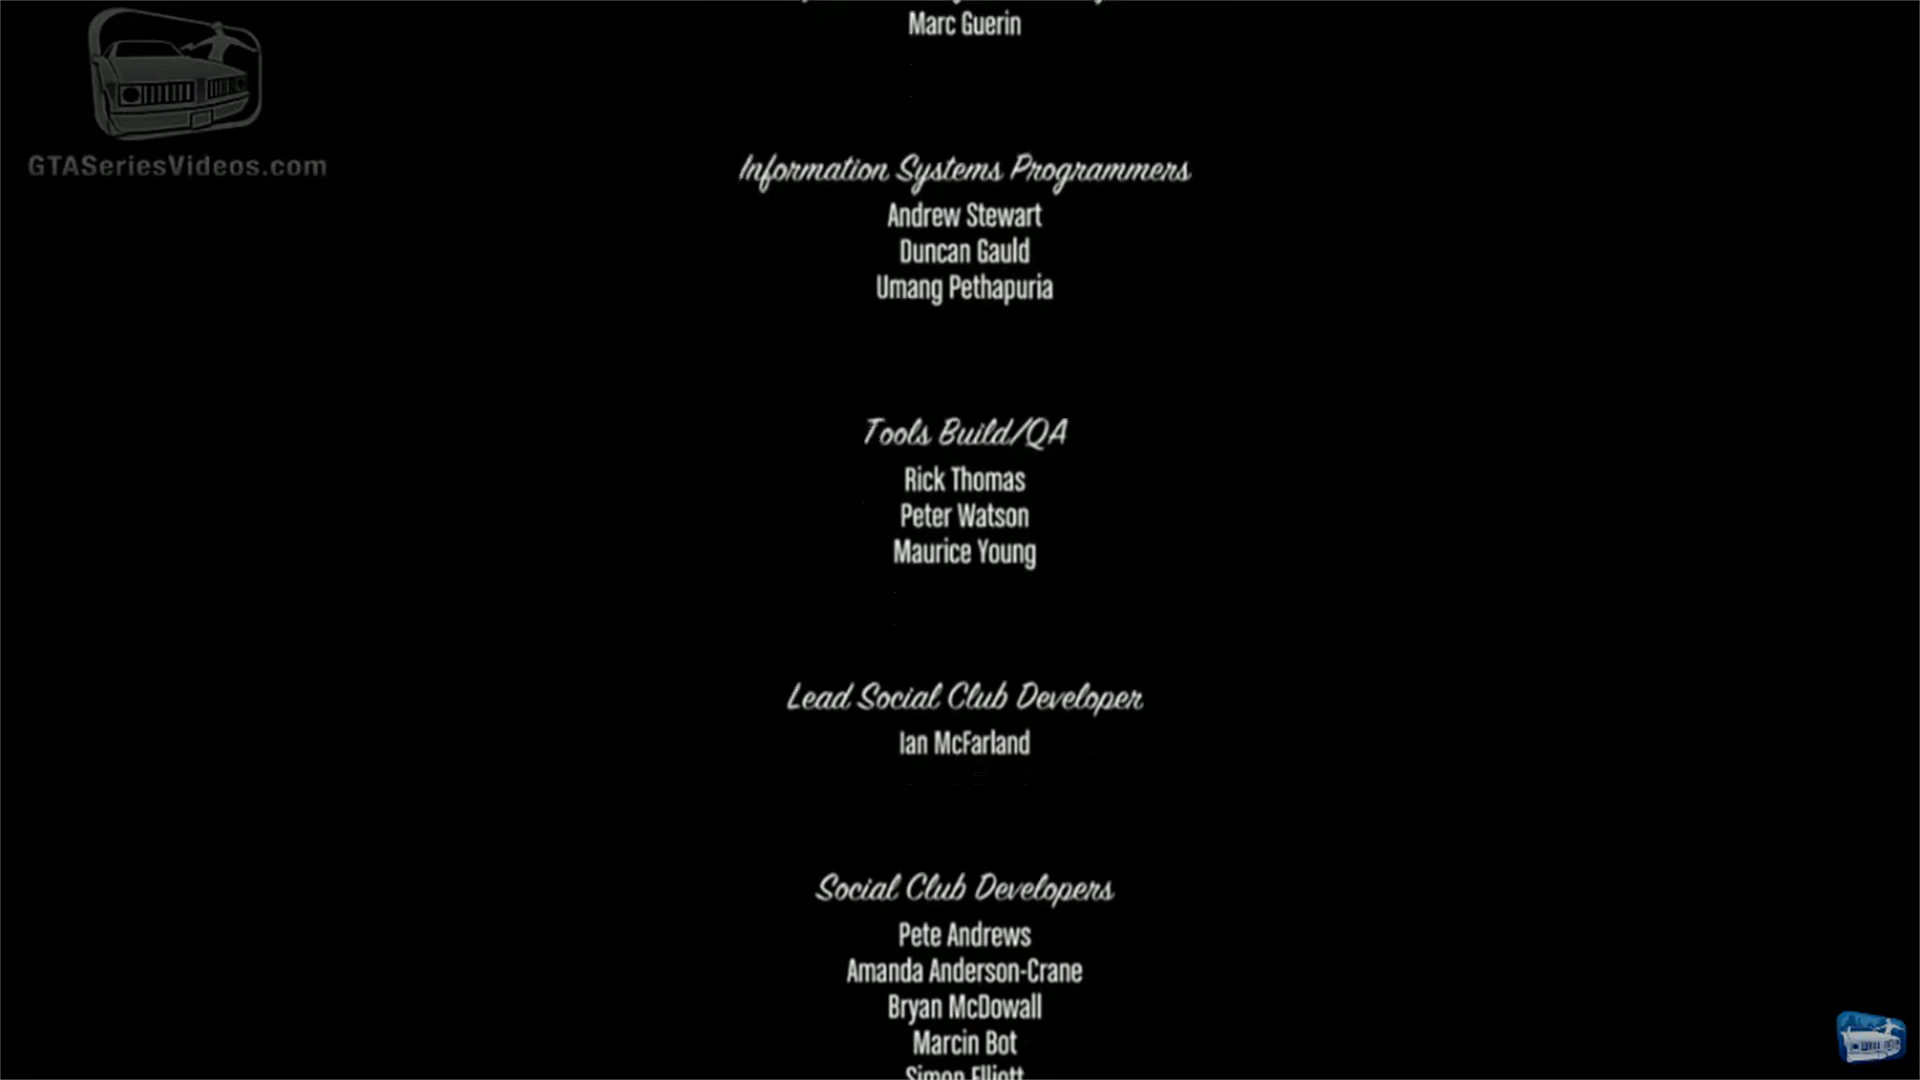 Marc Guerin
GTASeriesVideos.com
Information Systems Programmers
Andrew Stewart
Duncan Gauld
Umang Pethapuria
Tools Build/QA
Rick Thomas
Peter Watson
Maurice Young
Lead Social Club Developer
Ian McFarland
Social Club Developers
Pete Andrews
Amanda Anderson-Crane
Bryan McDowall
Marcin Bot
Simon Elliott